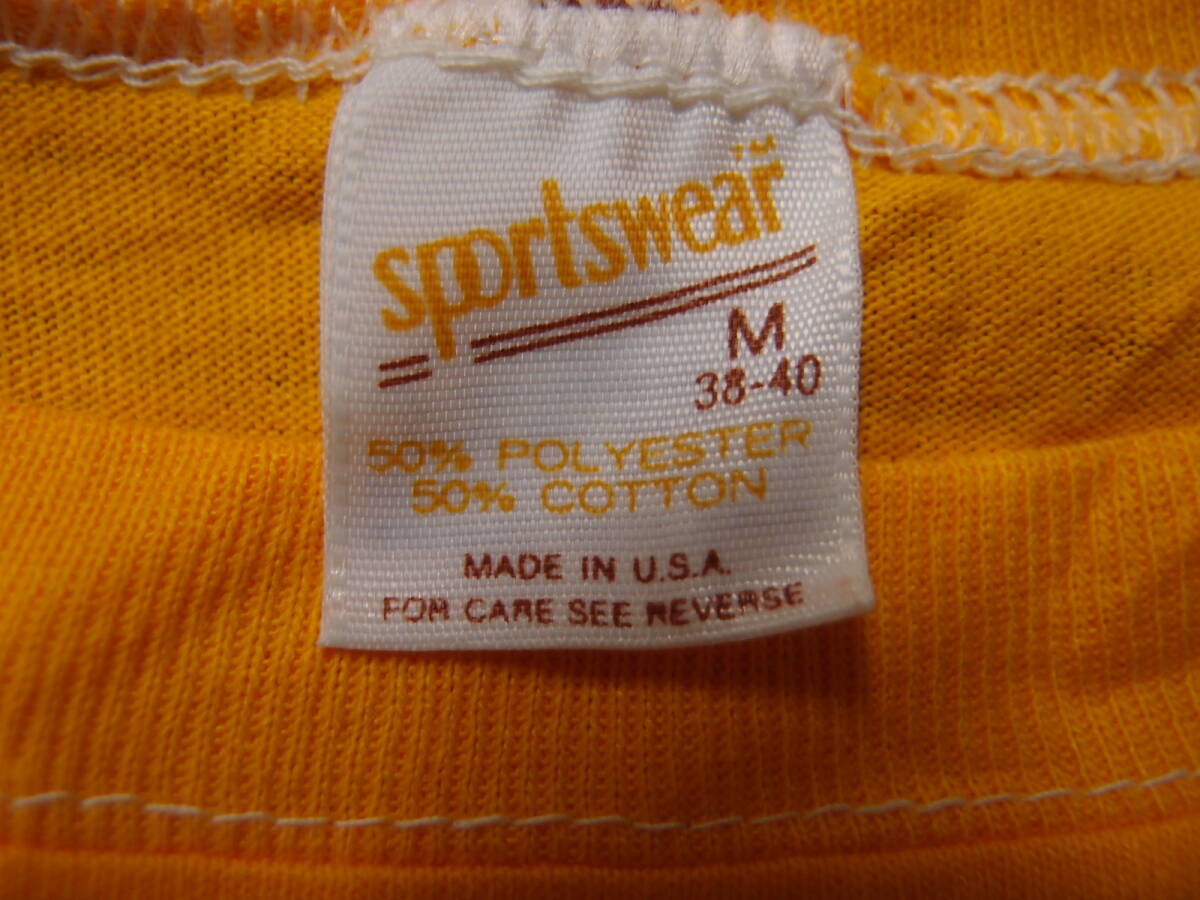 sportswear
M
38-40
50% POLYESTER
50% COTTON
MADE IN U.S.A.
FOR CARE SEE REVERSE